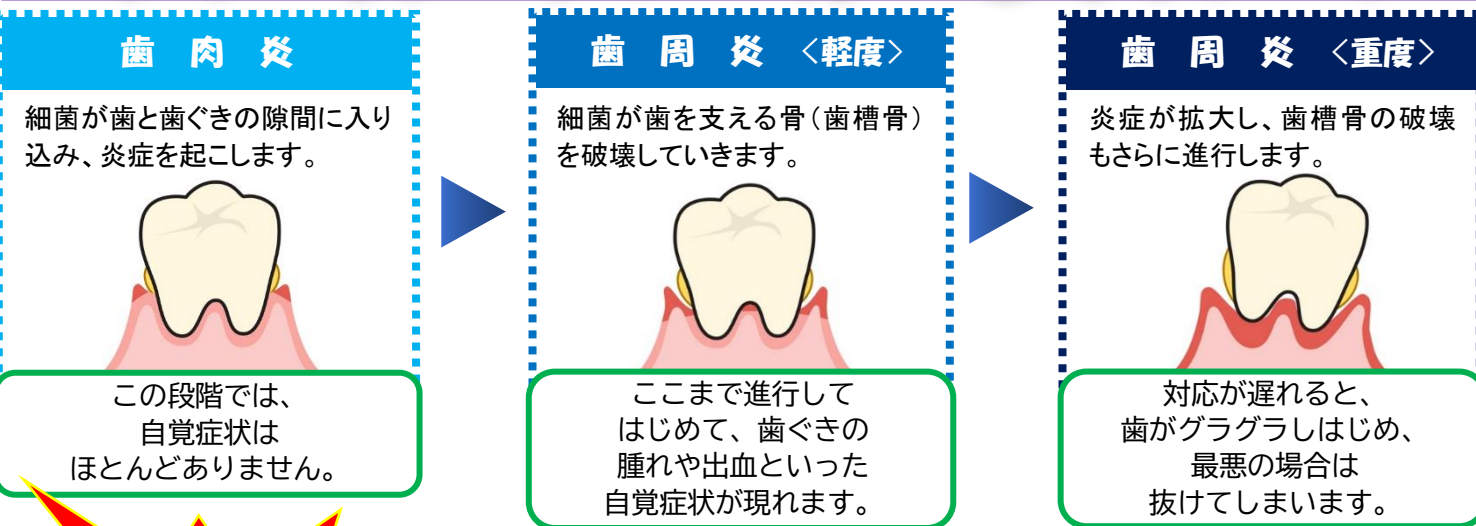 歯肉炎
細菌が歯と歯ぐきの隙間に入り
込み、炎症を起こします。
この段階では、
自覚症状は
ほとんどありません。
歯周炎〈軽度〉
細菌が歯を支える骨(歯槽骨)
を破壊していきます。
ここまで進行して
はじめて、歯ぐきの
腫れや出血といった
自覚症状が現れます。
歯周炎〈重度〉
炎症が拡大し、歯槽骨の破壊
もさらに進行します。
対応が遅れると、
歯がグラグラしはじめ、
最悪の場合は
抜けてしまいます。